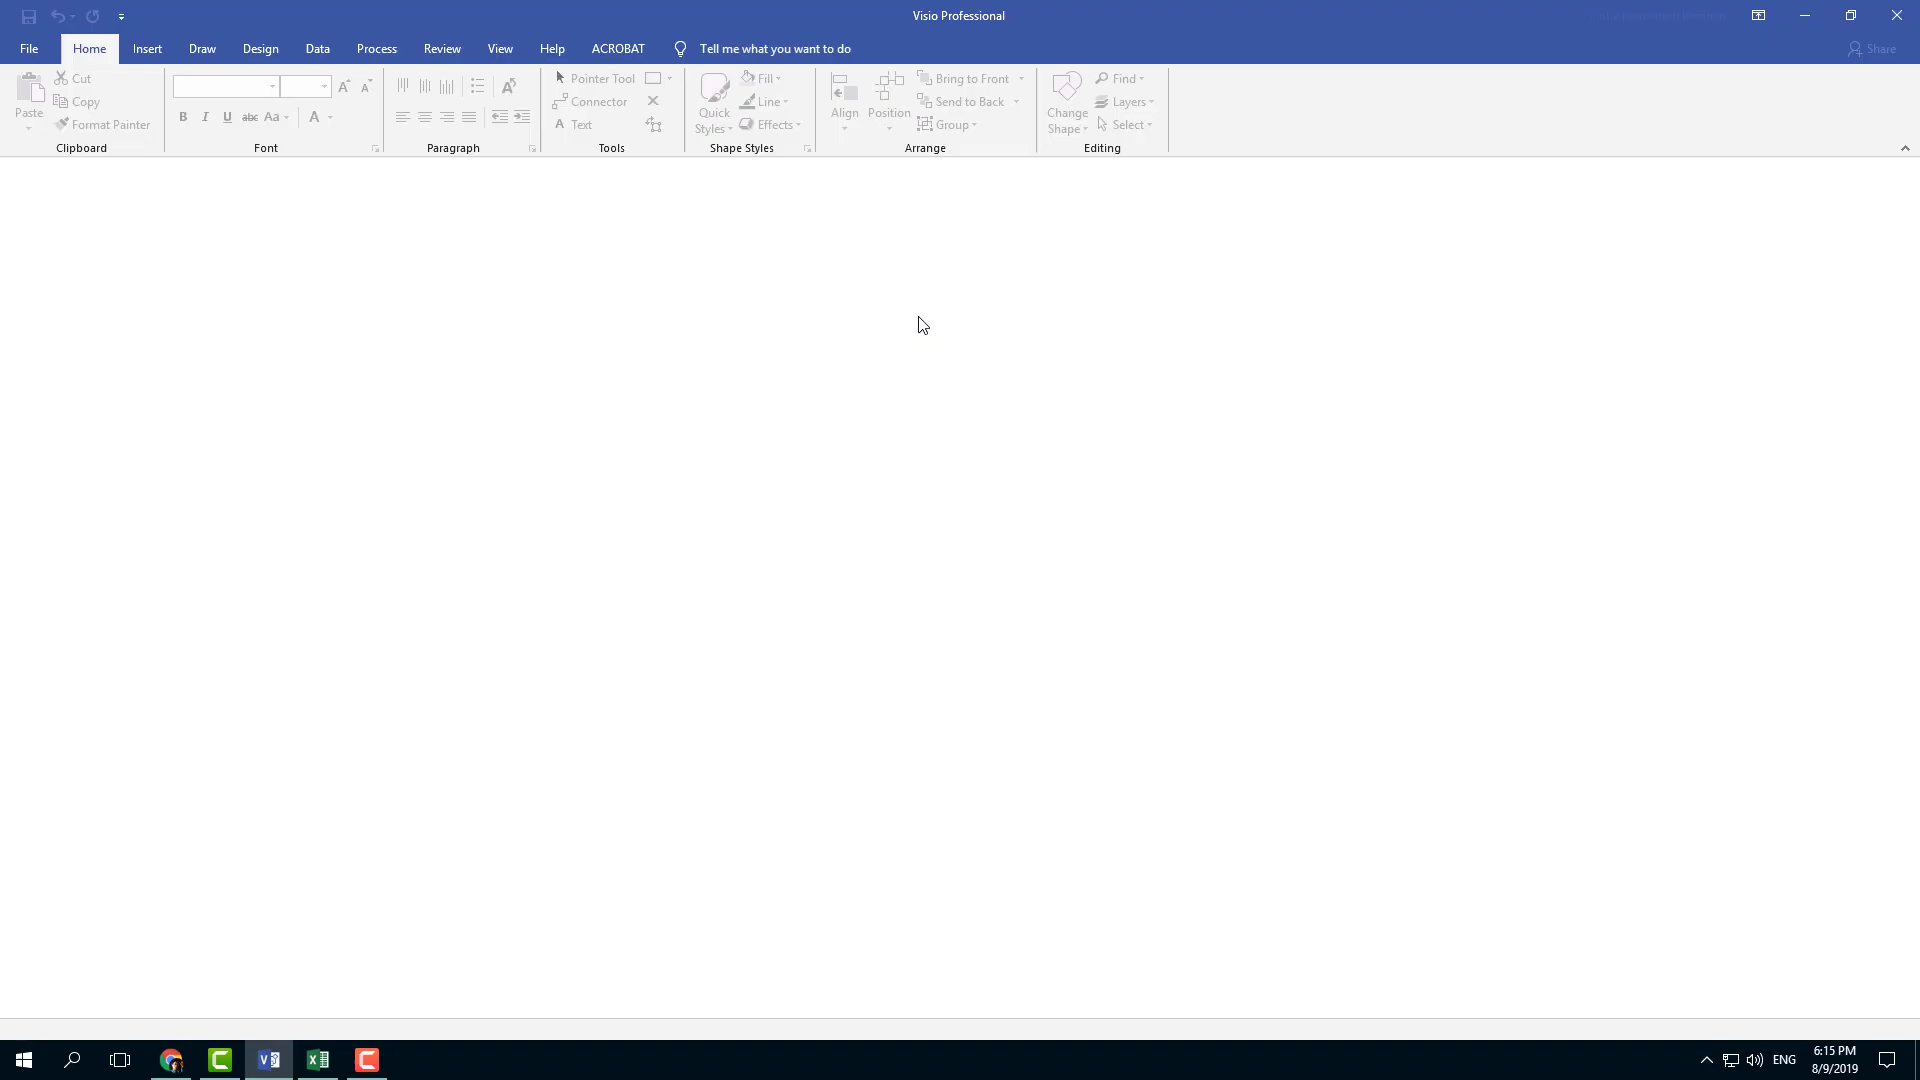 Visio Professional
File Home Insert Draw Design Data Process Review View Help ACROBAT Tell me what you want to do Share
Paste
Cut
Copy
Format Painter
Clipboard
B I U abc Aa A
Font
Paragraph
Pointer Tool
Connector
A Text
Tools
Quick
Styles
Fill
Line
Effects
Shape Styles
Align
Position
Bring to Front
Send to Back
Group
Arrange
Change
Shape
Find
Layers
Select
Editing
ENG
6:15 PM
8/9/2019